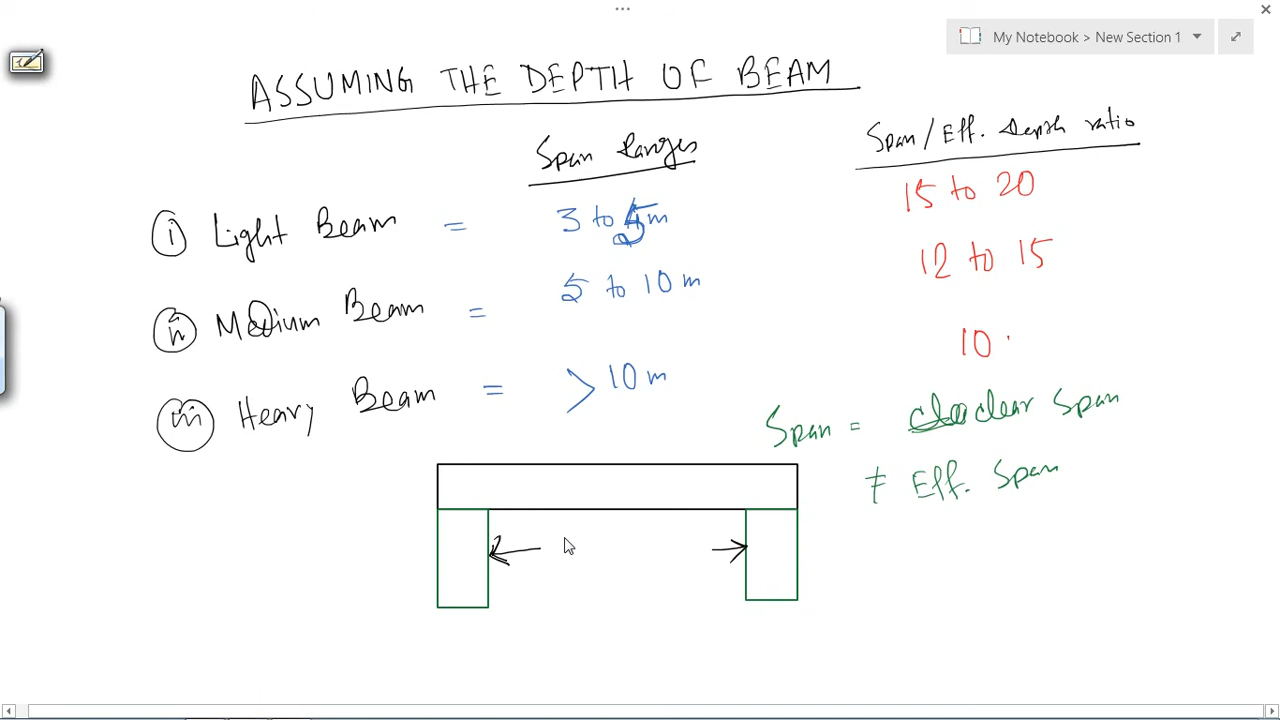 My Notebook > New Section 1
ASSUMING THE DEPTH OF BEAM
Span Ranges
Span / Eff. Depth ratio
(i) Light Beam = 3 to 5 m 15 to 20
(ii) Medium Beam = 5 to 10 m 12 to 15
(iii) Heavy Beam = > 10 m 10
Span = clear Span
≠ Eff. Span